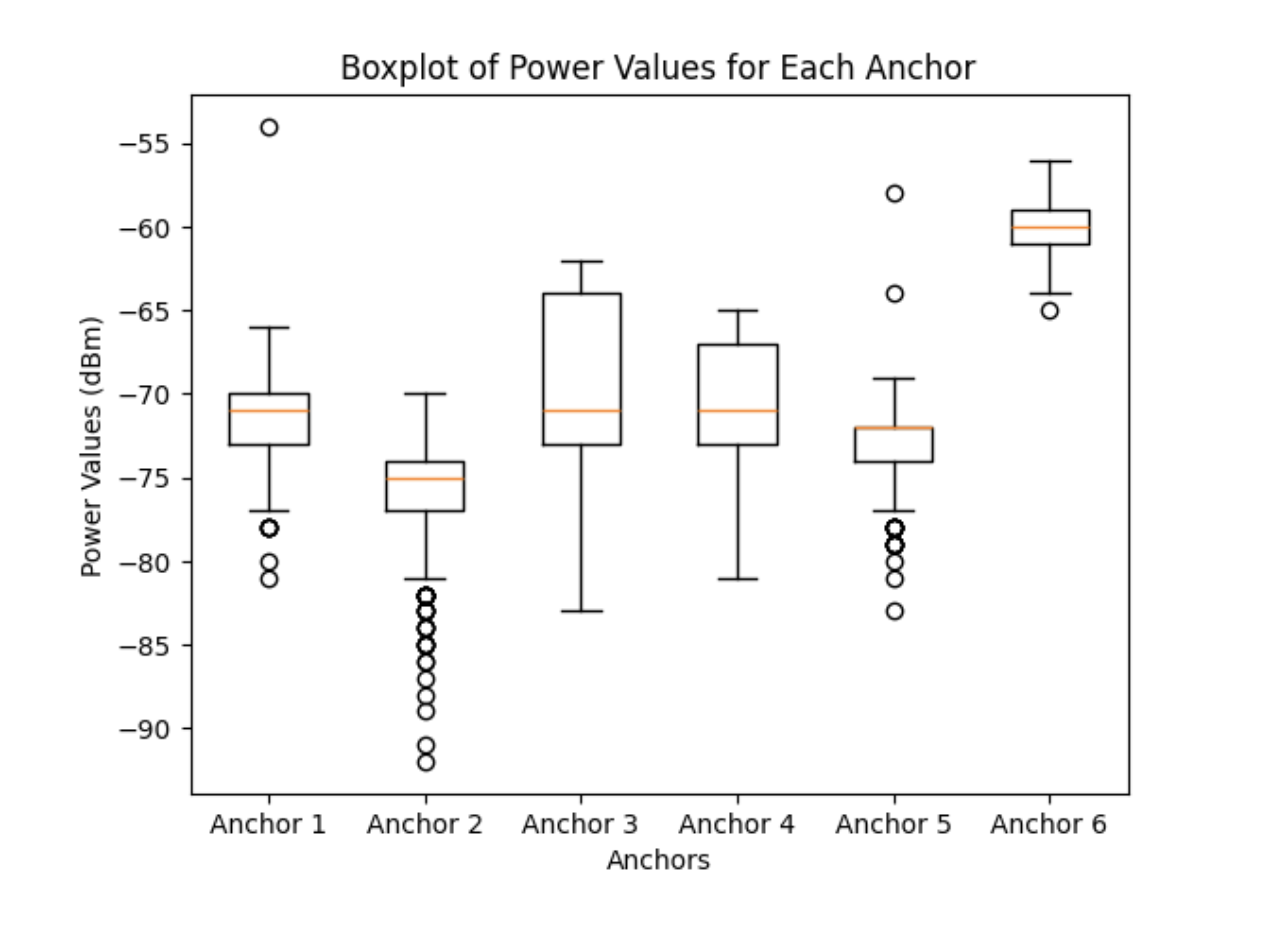 Boxplot of Power Values for Each Anchor
−55
−60
−65
−70
−75
−80
−85
−90
Power Values (dBm)
Anchor 1 Anchor 2 Anchor 3 Anchor 4 Anchor 5 Anchor 6
Anchors